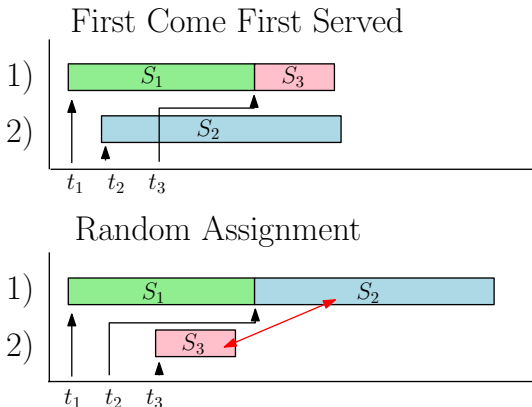 First Come First Served
1) S₁ S₃
2) S₂
t₁ t₂ t₃
Random Assignment
1) S₁ S₂
2) S₃
t₁ t₂ t₃